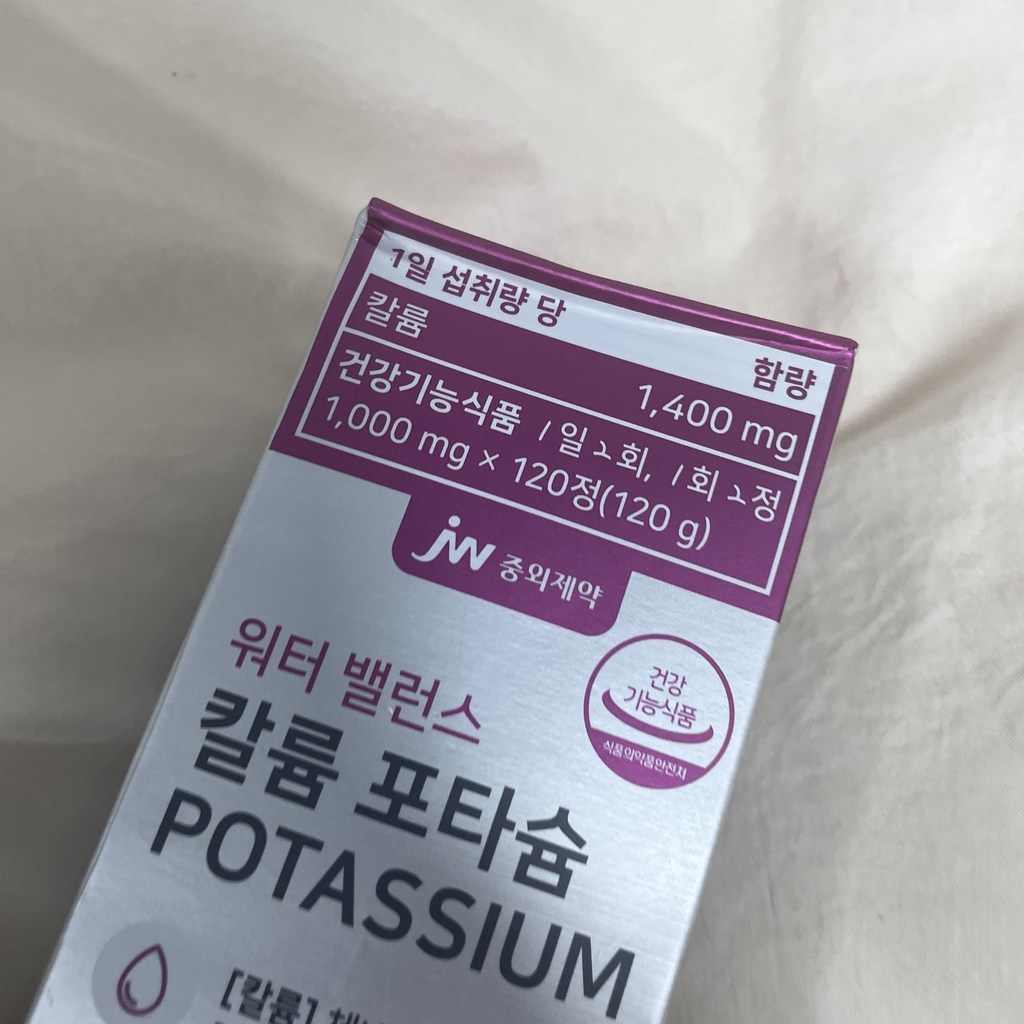 1일 섭취량 당 함량
칼륨 1,400 mg
건강기능식품 1일 2회, 1회 2정
1,000 mg × 120정(120 g)
JW 중외제약
건강
기능식품
식품의약품안전처
워터 밸런스
칼륨 포타슘
POTASSIUM
[칼륨]